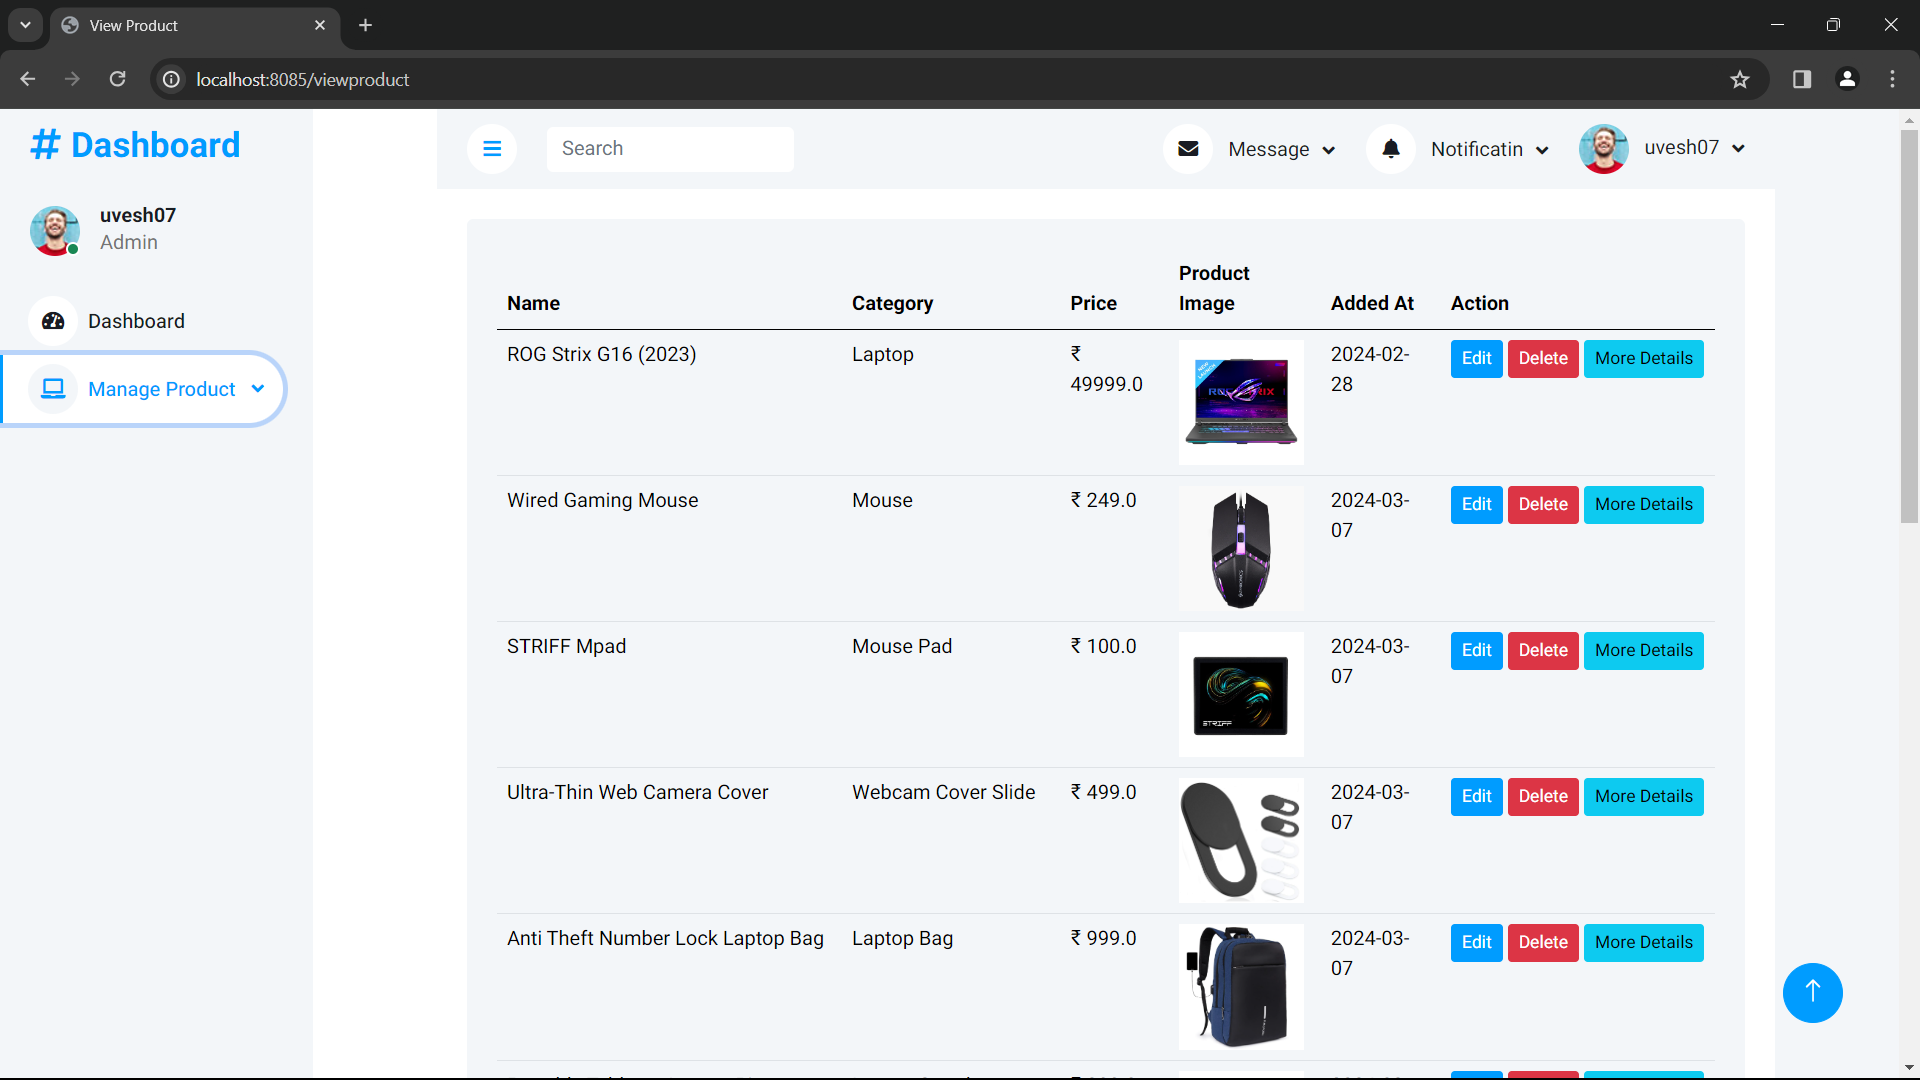 View Product
localhost:8085/viewproduct
# Dashboard
Search
Message
Notificatin
uvesh07
uvesh07
Admin
Dashboard
Manage Product
Name Category Price Product Image Added At Action
ROG Strix G16 (2023) Laptop ₹ 49999.0 2024-02-28 Edit Delete More Details
Wired Gaming Mouse Mouse ₹ 249.0 2024-03-07 Edit Delete More Details
STRIFF Mpad Mouse Pad ₹ 100.0 2024-03-07 Edit Delete More Details
STRIFF
Ultra-Thin Web Camera Cover Webcam Cover Slide ₹ 499.0 2024-03-07 Edit Delete More Details
Anti Theft Number Lock Laptop Bag Laptop Bag ₹ 999.0 2024-03-07 Edit Delete More Details